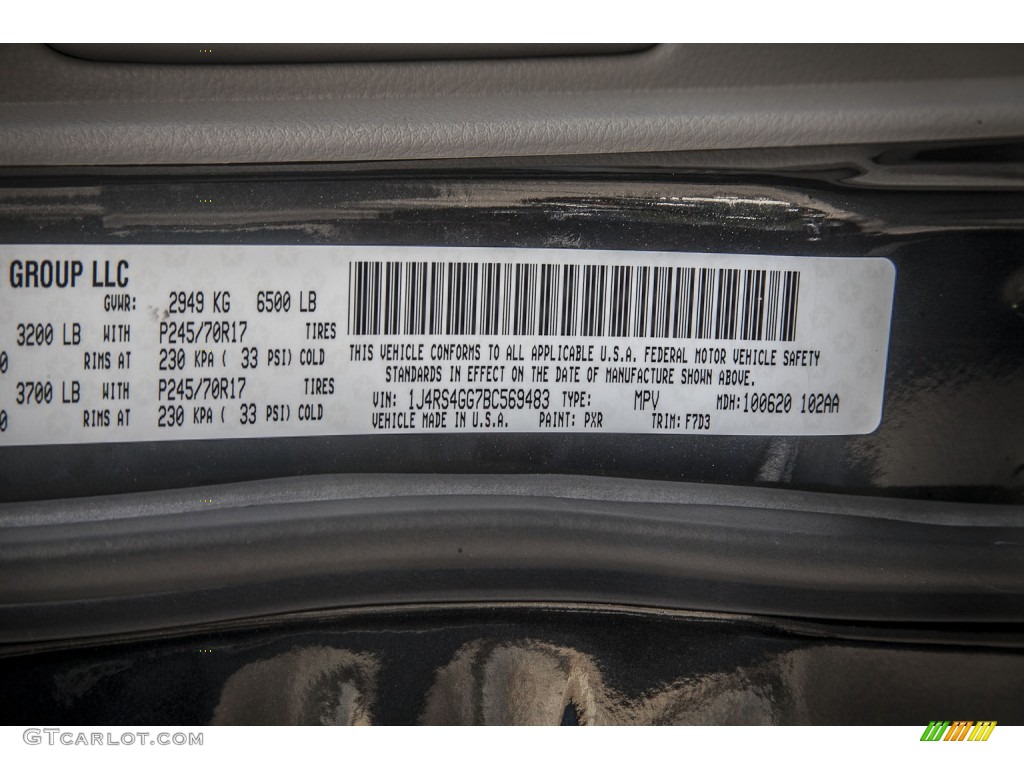 GROUP LLC
GVWR: 2949 KG 6500 LB
3200 LB WITH P245/70R17 TIRES
0 RIMS AT 230 KPA ( 33 PSI) COLD
3700 LB WITH P245/70R17 TIRES
0 RIMS AT 230 KPA ( 33 PSI) COLD
THIS VEHICLE CONFORMS TO ALL APPLICABLE U.S.A. FEDERAL MOTOR VEHICLE SAFETY
STANDARDS IN EFFECT ON THE DATE OF MANUFACTURE SHOWN ABOVE.
VIN: 1J4RS4GG7BC569483 TYPE: MPV MDH:100620 102AA
VEHICLE MADE IN U.S.A. PAINT: PXR TRIM: F7D3
© GTCarlot.com